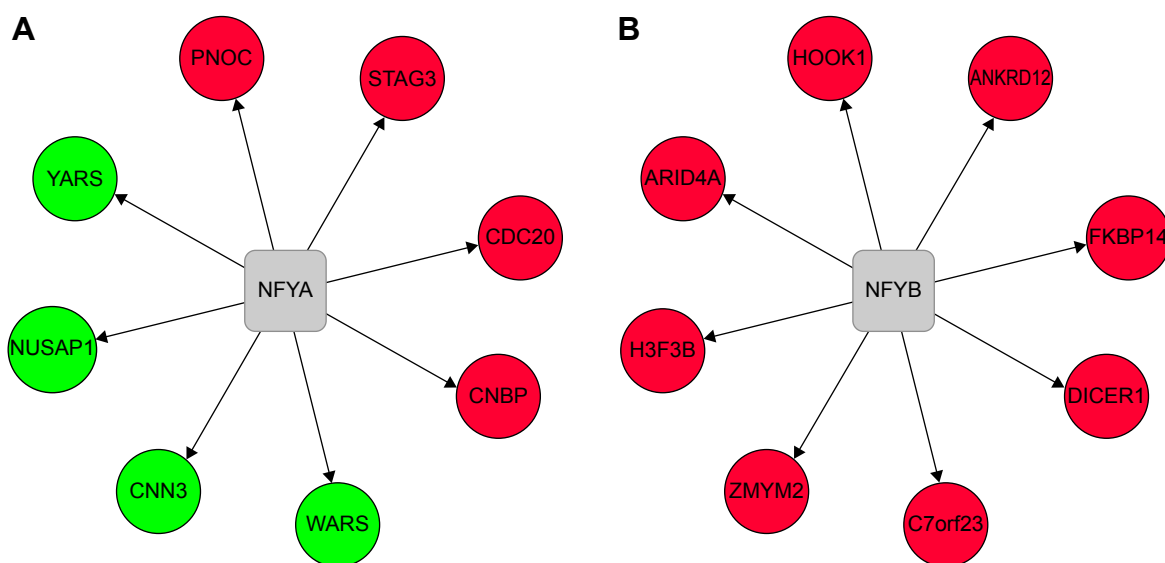 A
PNOC
STAG3
YARS
CDC20
NFYA
NUSAP1
CNBP
CNN3
WARS
B
HOOK1
ANKRD12
ARID4A
FKBP14
NFYB
H3F3B
DICER1
ZMYM2
C7orf23